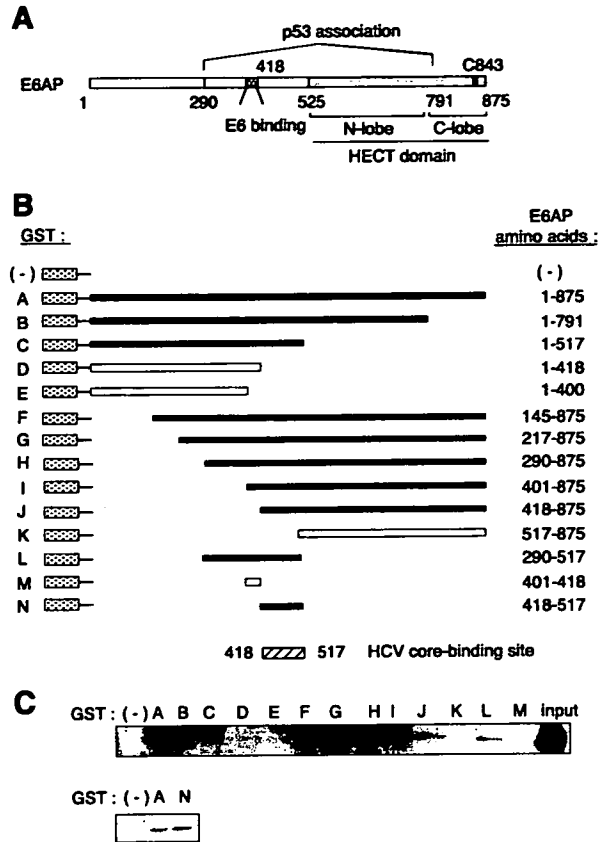 A
p53 association
418
C843
E6AP
1
290
525
791
875
E6 binding
N-lobe
C-lobe
HECT domain
B
GST :
E6AP
amino acids :
(-) (-)
A 1-875
B 1-791
C 1-517
D 1-418
E 1-400
F 145-875
G 217-875
H 290-875
I 401-875
J 418-875
K 517-875
L 290-517
M 401-418
N 418-517
418 517 HCV core-binding site
C
GST : (-) A B C D E F G H I J K L M input
GST : (-) A N